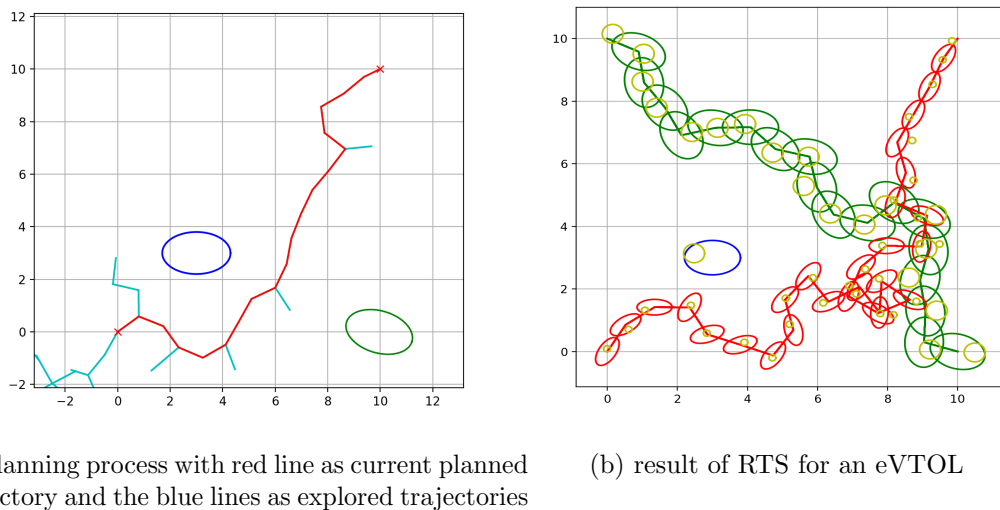 12
10
8
6
4
2
0
−2
−2 0 2 4 6 8 10 12
10
8
6
4
2
0
0 2 4 6 8 10
planning process with red line as current planned
trajectory and the blue lines as explored trajectories
(b) result of RTS for an eVTOL